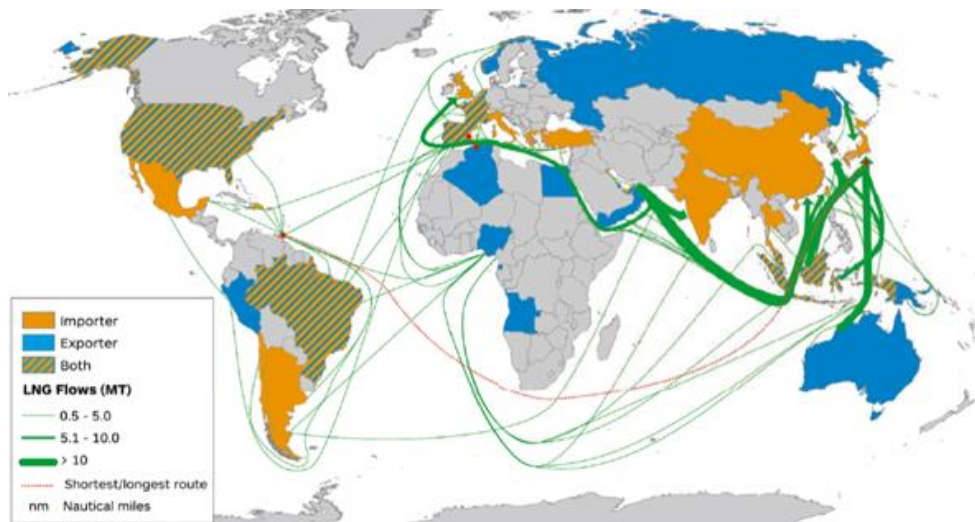 Importer
Exporter
Both
LNG Flows (MT)
0.5 - 5.0
5.1 - 10.0
> 10
Shortest/longest route
nm Nautical miles